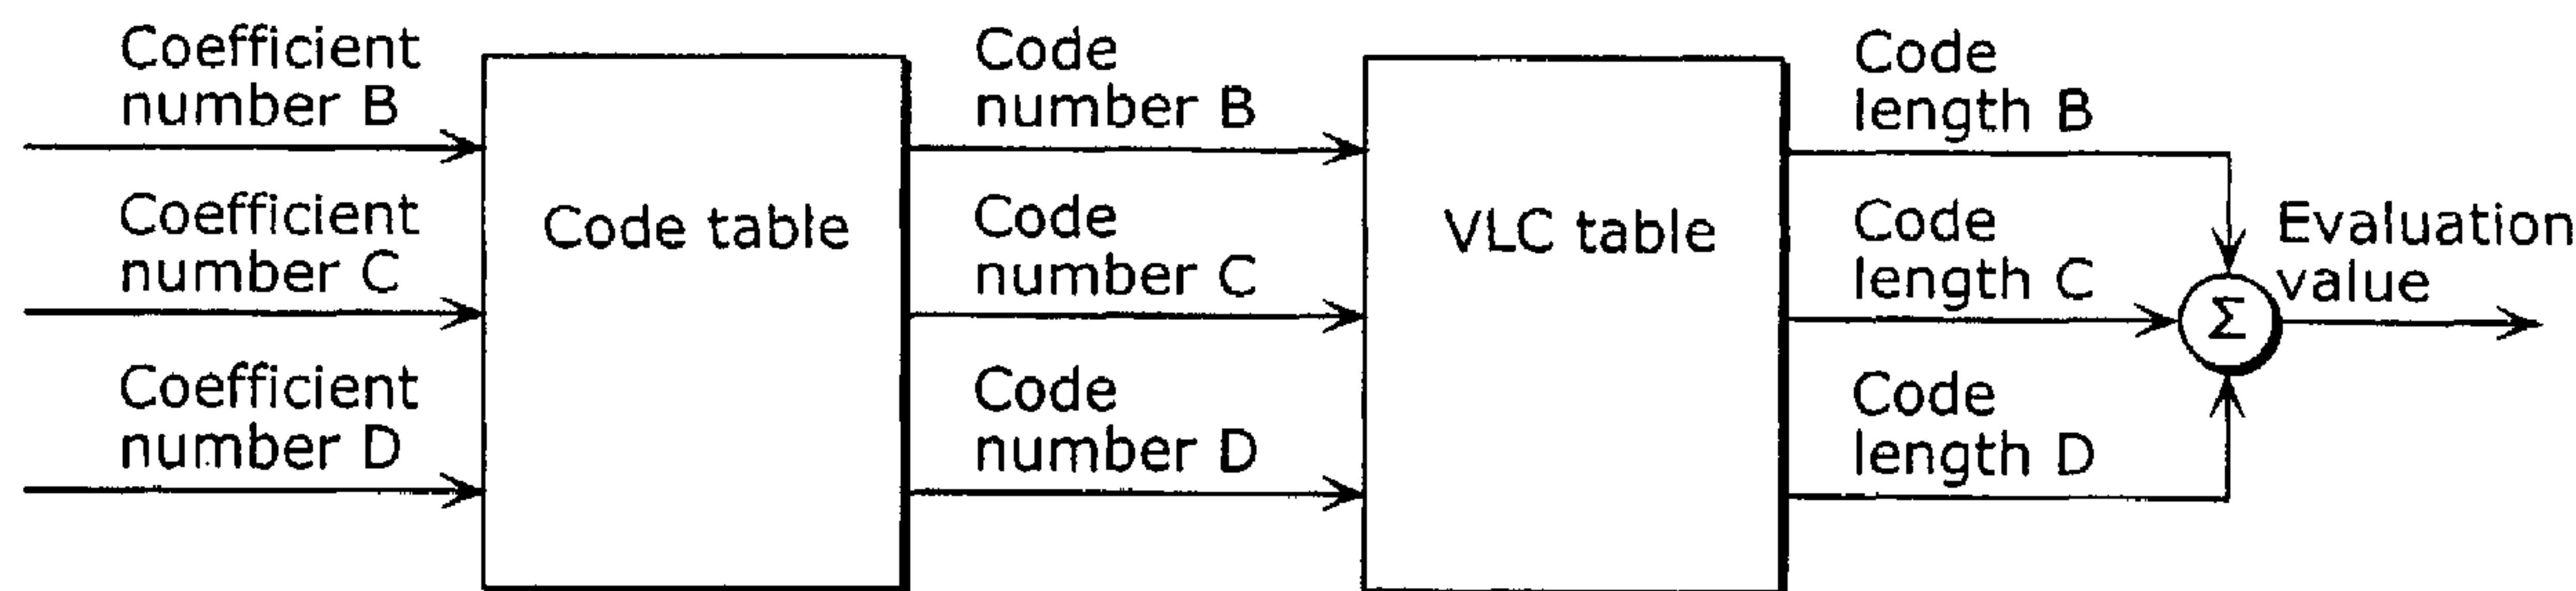 Coefficient
number B
Coefficient
number C
Coefficient
number D
Code table
Code
number B
Code
number C
Code
number D
VLC table
Code
length B
Code
length C
Code
length D
Σ
Evaluation
value